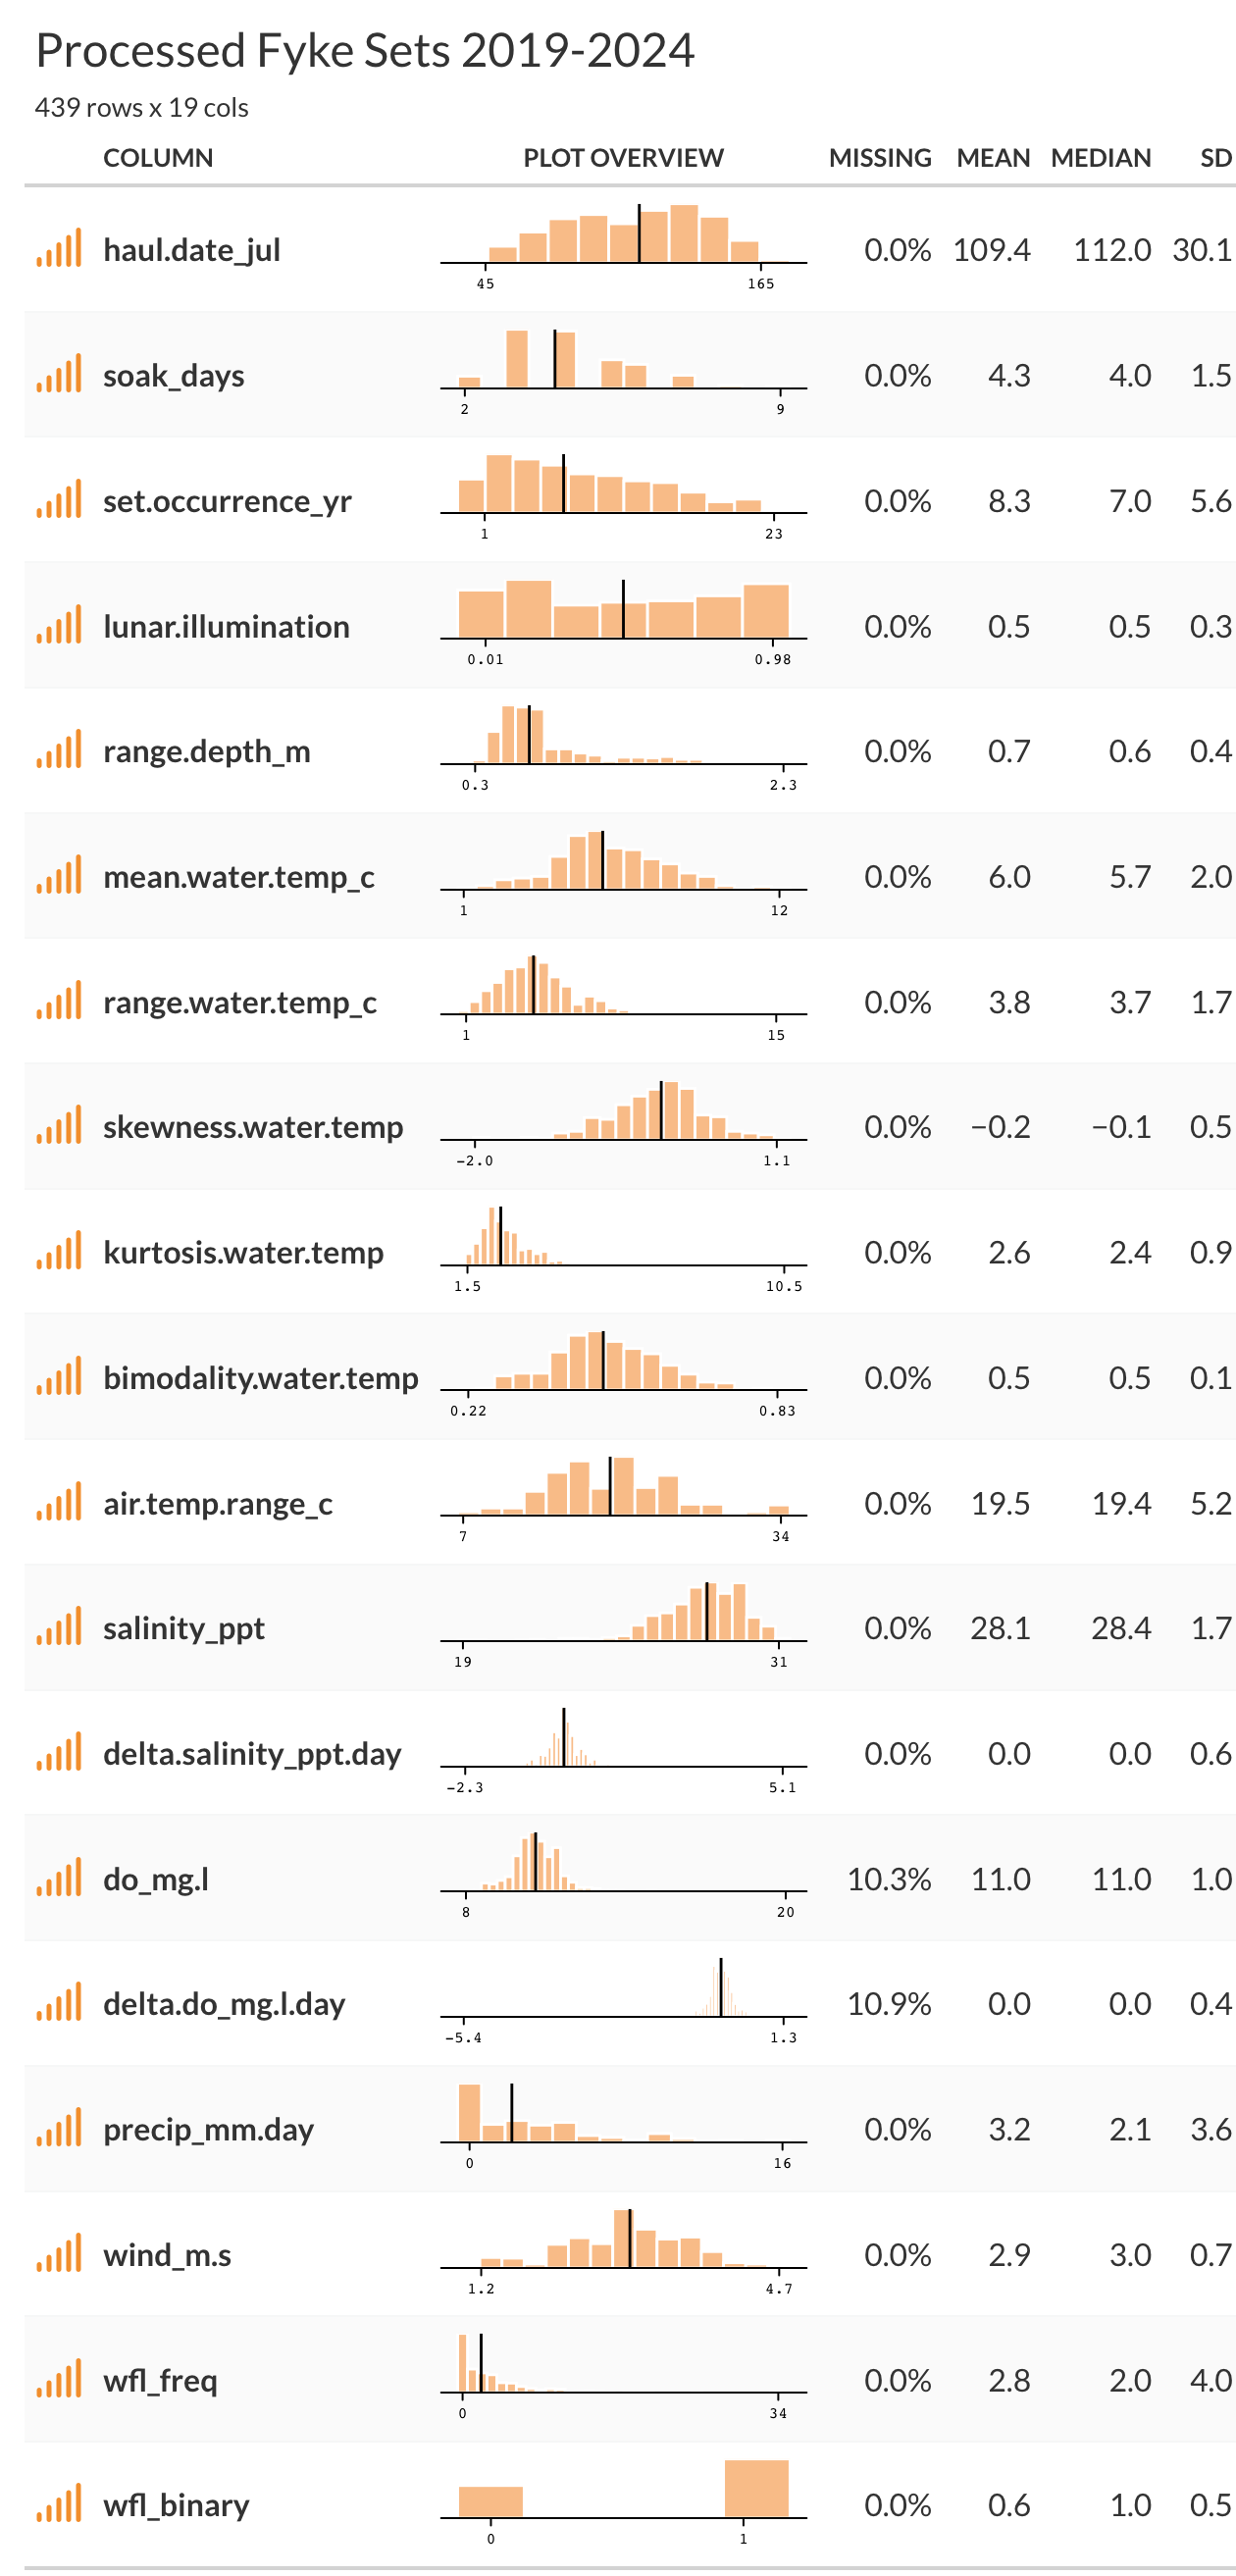 Processed Fyke Sets 2019-2024
439 rows x 19 cols
COLUMN PLOT OVERVIEW MISSING MEAN MEDIAN SD
haul.date_jul 0.0% 109.4 112.0 30.1
45 165
soak_days 0.0% 4.3 4.0 1.5
2 9
set.occurrence_yr 0.0% 8.3 7.0 5.6
1 23
lunar.illumination 0.0% 0.5 0.5 0.3
0.01 0.98
range.depth_m 0.0% 0.7 0.6 0.4
0.3 2.3
mean.water.temp_c 0.0% 6.0 5.7 2.0
1 12
range.water.temp_c 0.0% 3.8 3.7 1.7
1 15
skewness.water.temp 0.0% −0.2 −0.1 0.5
−2.0 1.1
kurtosis.water.temp 0.0% 2.6 2.4 0.9
1.5 10.5
bimodality.water.temp 0.0% 0.5 0.5 0.1
0.22 0.83
air.temp.range_c 0.0% 19.5 19.4 5.2
7 34
salinity_ppt 0.0% 28.1 28.4 1.7
19 31
delta.salinity_ppt.day 0.0% 0.0 0.0 0.6
−2.3 5.1
do_mg.l 10.3% 11.0 11.0 1.0
8 20
delta.do_mg.l.day 10.9% 0.0 0.0 0.4
−5.4 1.3
precip_mm.day 0.0% 3.2 2.1 3.6
0 16
wind_m.s 0.0% 2.9 3.0 0.7
1.2 4.7
wfl_freq 0.0% 2.8 2.0 4.0
0 34
wfl_binary 0.0% 0.6 1.0 0.5
0 1